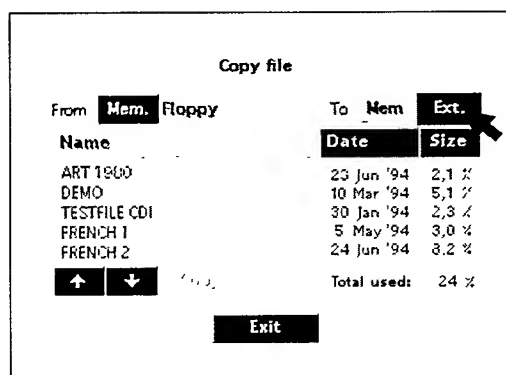 Copy file
From Mem. Floppy To Mem Ext.
Name Date Size
ART 1980 23 Jun '94 2,1 %
DEMO 10 Mar '94 5,1 %
TESTFILE CDI 30 Jan '94 2,3 %
FRENCH 1 5 May '94 3,0 %
FRENCH 2 24 Jun '94 8.2 %
Total used: 24 %
Exit